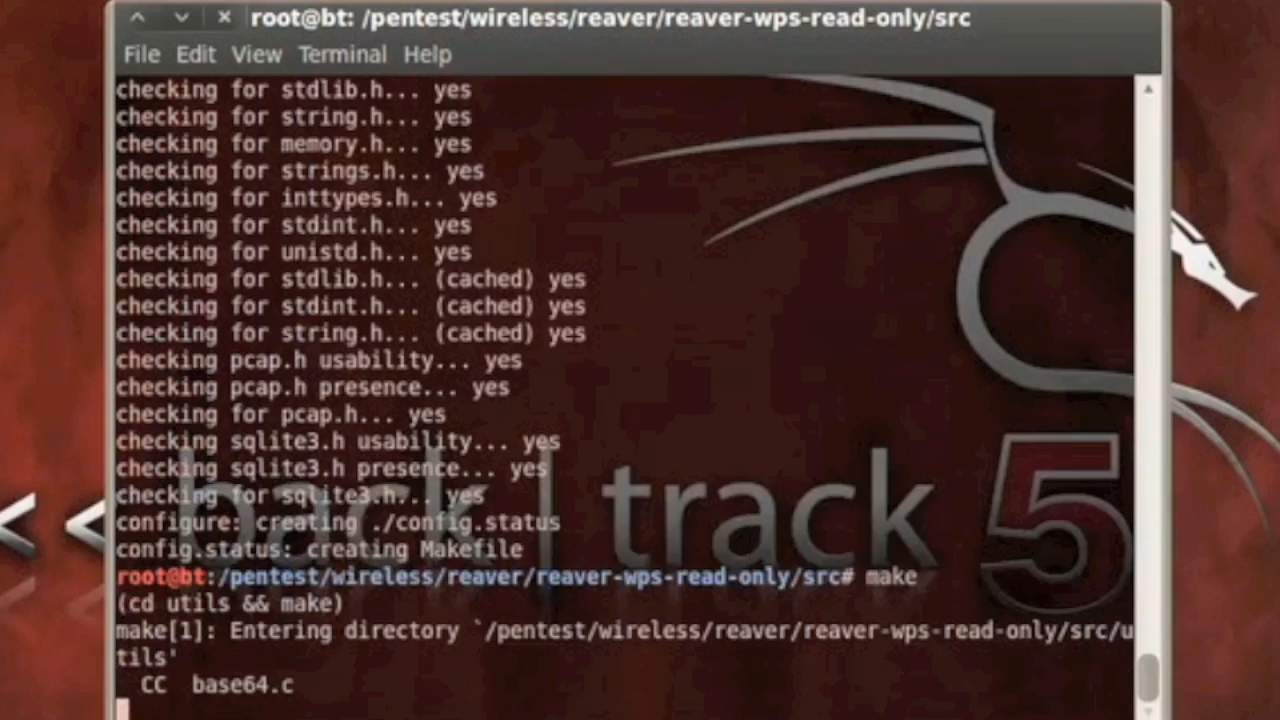 root@bt: /pentest/wireless/reaver/reaver-wps-read-only/src
File Edit View Terminal Help
checking for stdlib.h... yes
checking for string.h... yes
checking for memory.h... yes
checking for strings.h... yes
checking for inttypes.h... yes
checking for stdint.h... yes
checking for unistd.h... yes
checking for stdlib.h... (cached) yes
checking for stdint.h... (cached) yes
checking for string.h... (cached) yes
checking pcap.h usability... yes
checking pcap.h presence... yes
checking for pcap.h... yes
checking sqlite3.h usability... yes
checking sqlite3.h presence... yes
checking for sqlite3.h... yes
configure: creating ./config.status
config.status: creating Makefile
root@bt:/pentest/wireless/reaver/reaver-wps-read-only/src# make
(cd utils && make)
make[1]: Entering directory `/pentest/wireless/reaver/reaver-wps-read-only/src/u
tils'
CC base64.c
<< back | track 5